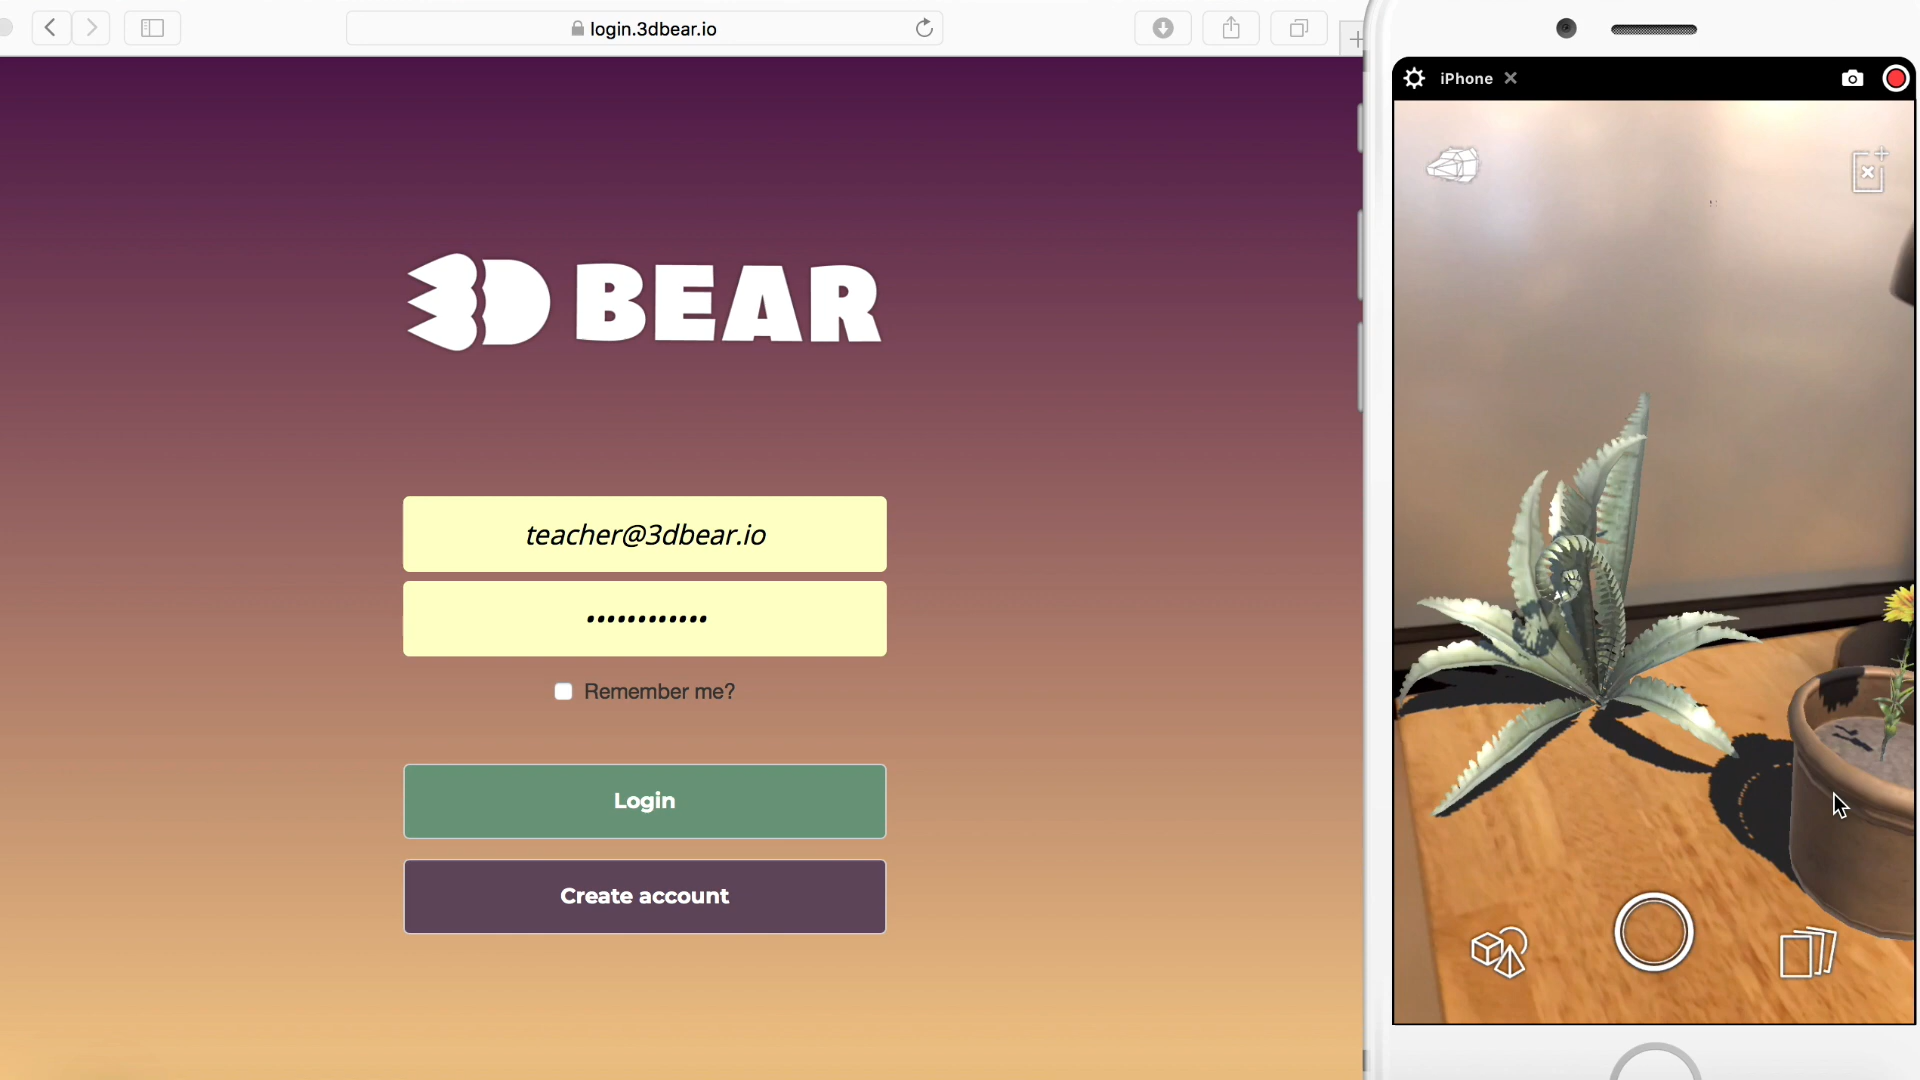 login.3dbear.io
3D BEAR
teacher@3dbear.io
••••••••••••
Remember me?
Login
Create account
iPhone